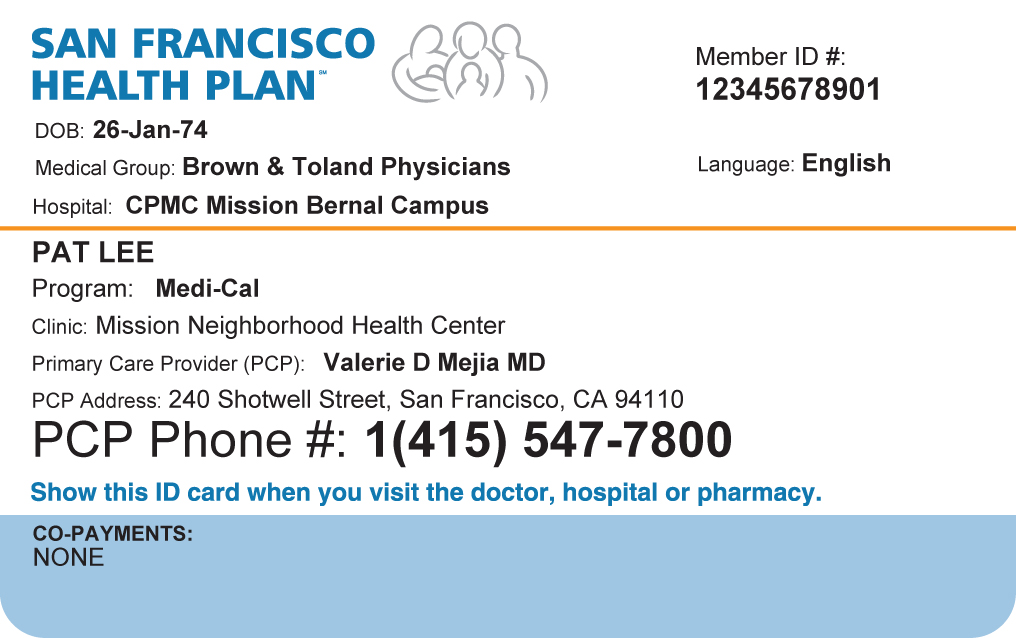 SAN FRANCISCO
HEALTH PLAN℠
Member ID #:
12345678901
DOB: 26-Jan-74
Medical Group: Brown & Toland Physicians
Language: English
Hospital: CPMC Mission Bernal Campus
PAT LEE
Program: Medi-Cal
Clinic: Mission Neighborhood Health Center
Primary Care Provider (PCP): Valerie D Mejia MD
PCP Address: 240 Shotwell Street, San Francisco, CA 94110
PCP Phone #: 1(415) 547-7800
Show this ID card when you visit the doctor, hospital or pharmacy.
CO-PAYMENTS:
NONE